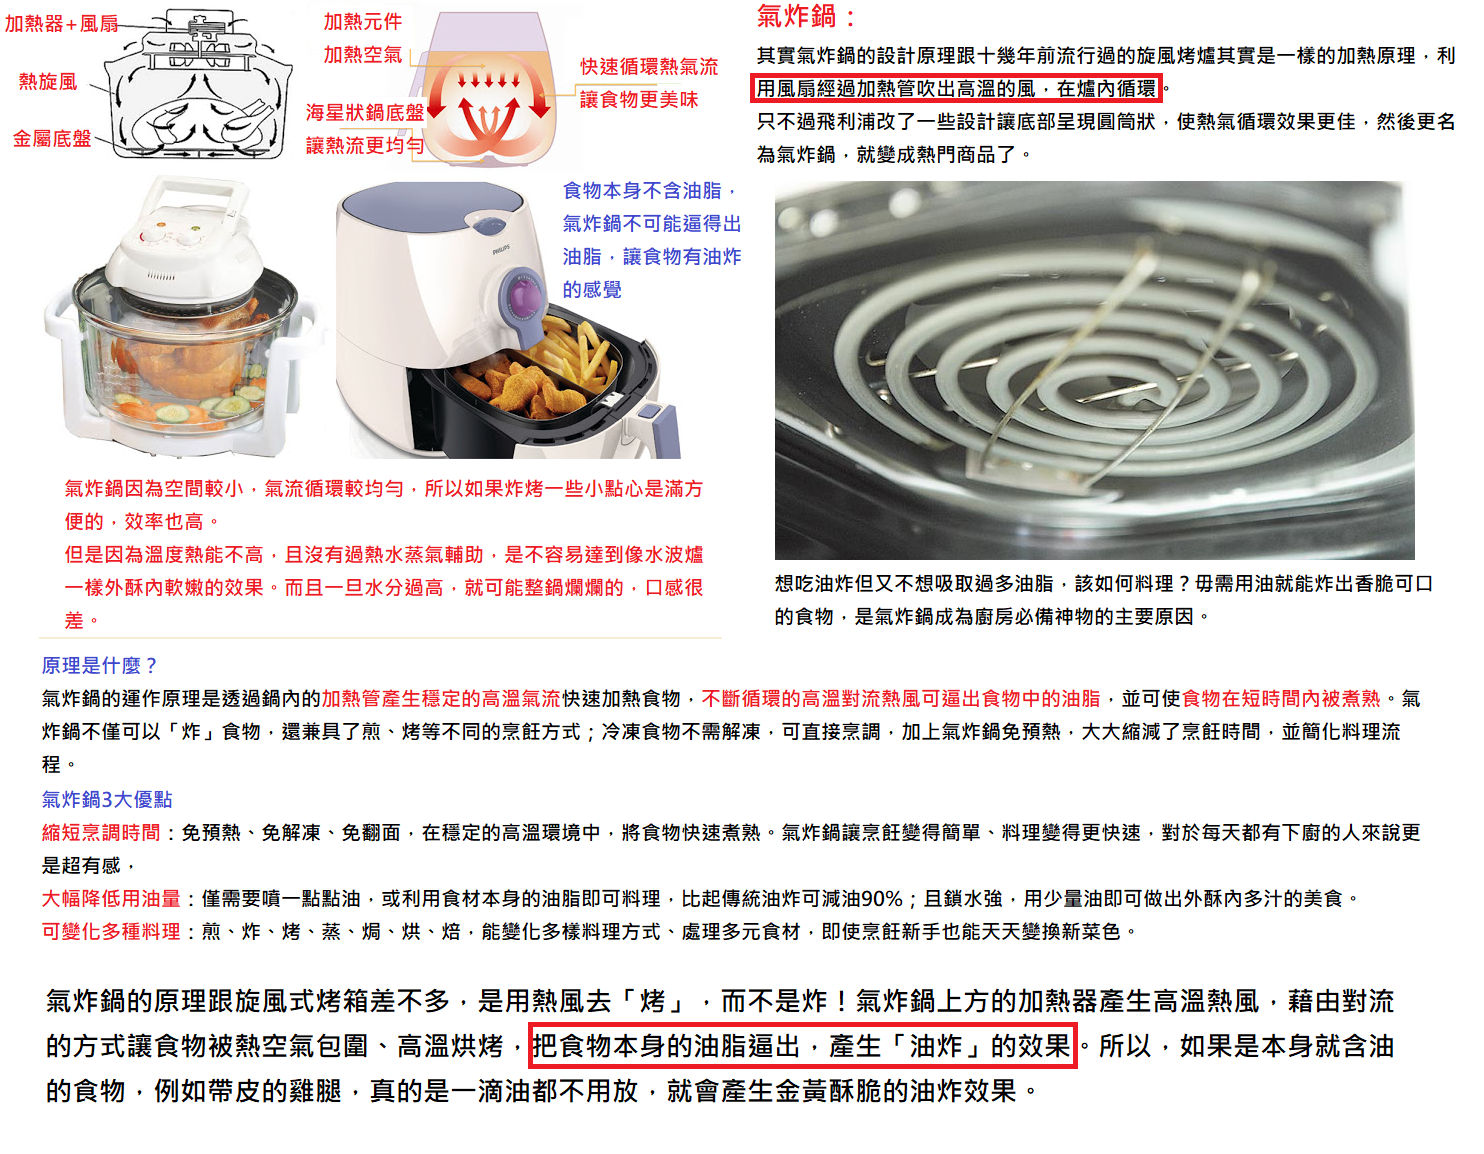 加熱器+風扇
熱旋風
金屬底盤
加熱元件
加熱空氣
快速循環熱氣流
讓食物更美味
海星狀鍋底盤
讓熱流更均勻
氣炸鍋：
其實氣炸鍋的設計原理跟十幾年前流行過的旋風烤爐其實是一樣的加熱原理，利
用風扇經過加熱管吹出高溫的風，在爐內循環。
只不過飛利浦改了一些設計讓底部呈現圓筒狀，使熱氣循環效果更佳，然後更名
為氣炸鍋，就變成熱門商品了。
食物本身不含油脂，
氣炸鍋不可能逼得出
油脂，讓食物有油炸
的感覺
PHILIPS
氣炸鍋因為空間較小，氣流循環較均勻，所以如果炸烤一些小點心是滿方
便的，效率也高。
但是因為溫度熱能不高，且沒有過熱水蒸氣輔助，是不容易達到像水波爐
一樣外酥內軟嫩的效果。而且一旦水分過高，就可能整鍋爛爛的，口感很
差。
想吃油炸但又不想吸取過多油脂，該如何料理？毋需用油就能炸出香脆可口
的食物，是氣炸鍋成為廚房必備神物的主要原因。
原理是什麼？
氣炸鍋的運作原理是透過鍋內的加熱管產生穩定的高溫氣流快速加熱食物，不斷循環的高溫對流熱風可逼出食物中的油脂，並可使食物在短時間內被煮熟。氣
炸鍋不僅可以「炸」食物，還兼具了煎、烤等不同的烹飪方式；冷凍食物不需解凍，可直接烹調，加上氣炸鍋免預熱，大大縮減了烹飪時間，並簡化料理流
程。
氣炸鍋3大優點
縮短烹調時間：免預熱、免解凍、免翻面，在穩定的高溫環境中，將食物快速煮熟。氣炸鍋讓烹飪變得簡單、料理變得更快速，對於每天都有下廚的人來說更
是超有感，
大幅降低用油量：僅需要噴一點點油，或利用食材本身的油脂即可料理，比起傳統油炸可減油90%；且鎖水強，用少量油即可做出外酥內多汁的美食。
可變化多種料理：煎、炸、烤、蒸、焗、烘、焙，能變化多樣料理方式、處理多元食材，即使烹飪新手也能天天變換新菜色。
氣炸鍋的原理跟旋風式烤箱差不多，是用熱風去「烤」，而不是炸！氣炸鍋上方的加熱器產生高溫熱風，藉由對流
的方式讓食物被熱空氣包圍、高溫烘烤，把食物本身的油脂逼出，產生「油炸」的效果。所以，如果是本身就含油
的食物，例如帶皮的雞腿，真的是一滴油都不用放，就會產生金黃酥脆的油炸效果。